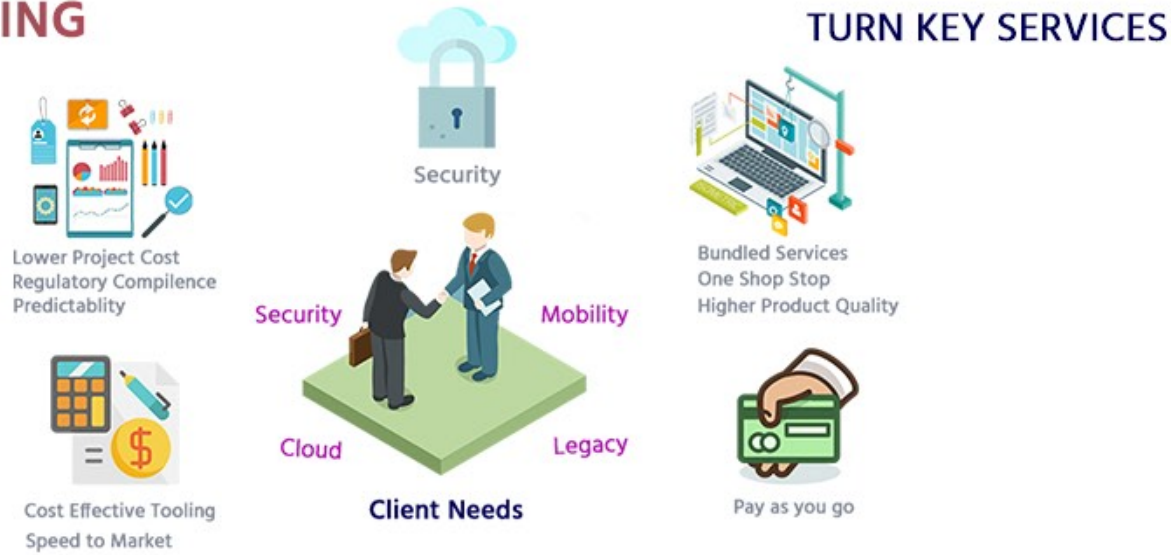 ING
TURN KEY SERVICES
Security
Lower Project Cost
Regulatory Compilence
Predictablity
Bundled Services
One Shop Stop
Higher Product Quality
Security
Mobility
Cloud
Legacy
Client Needs
Cost Effective Tooling
Speed to Market
Pay as you go